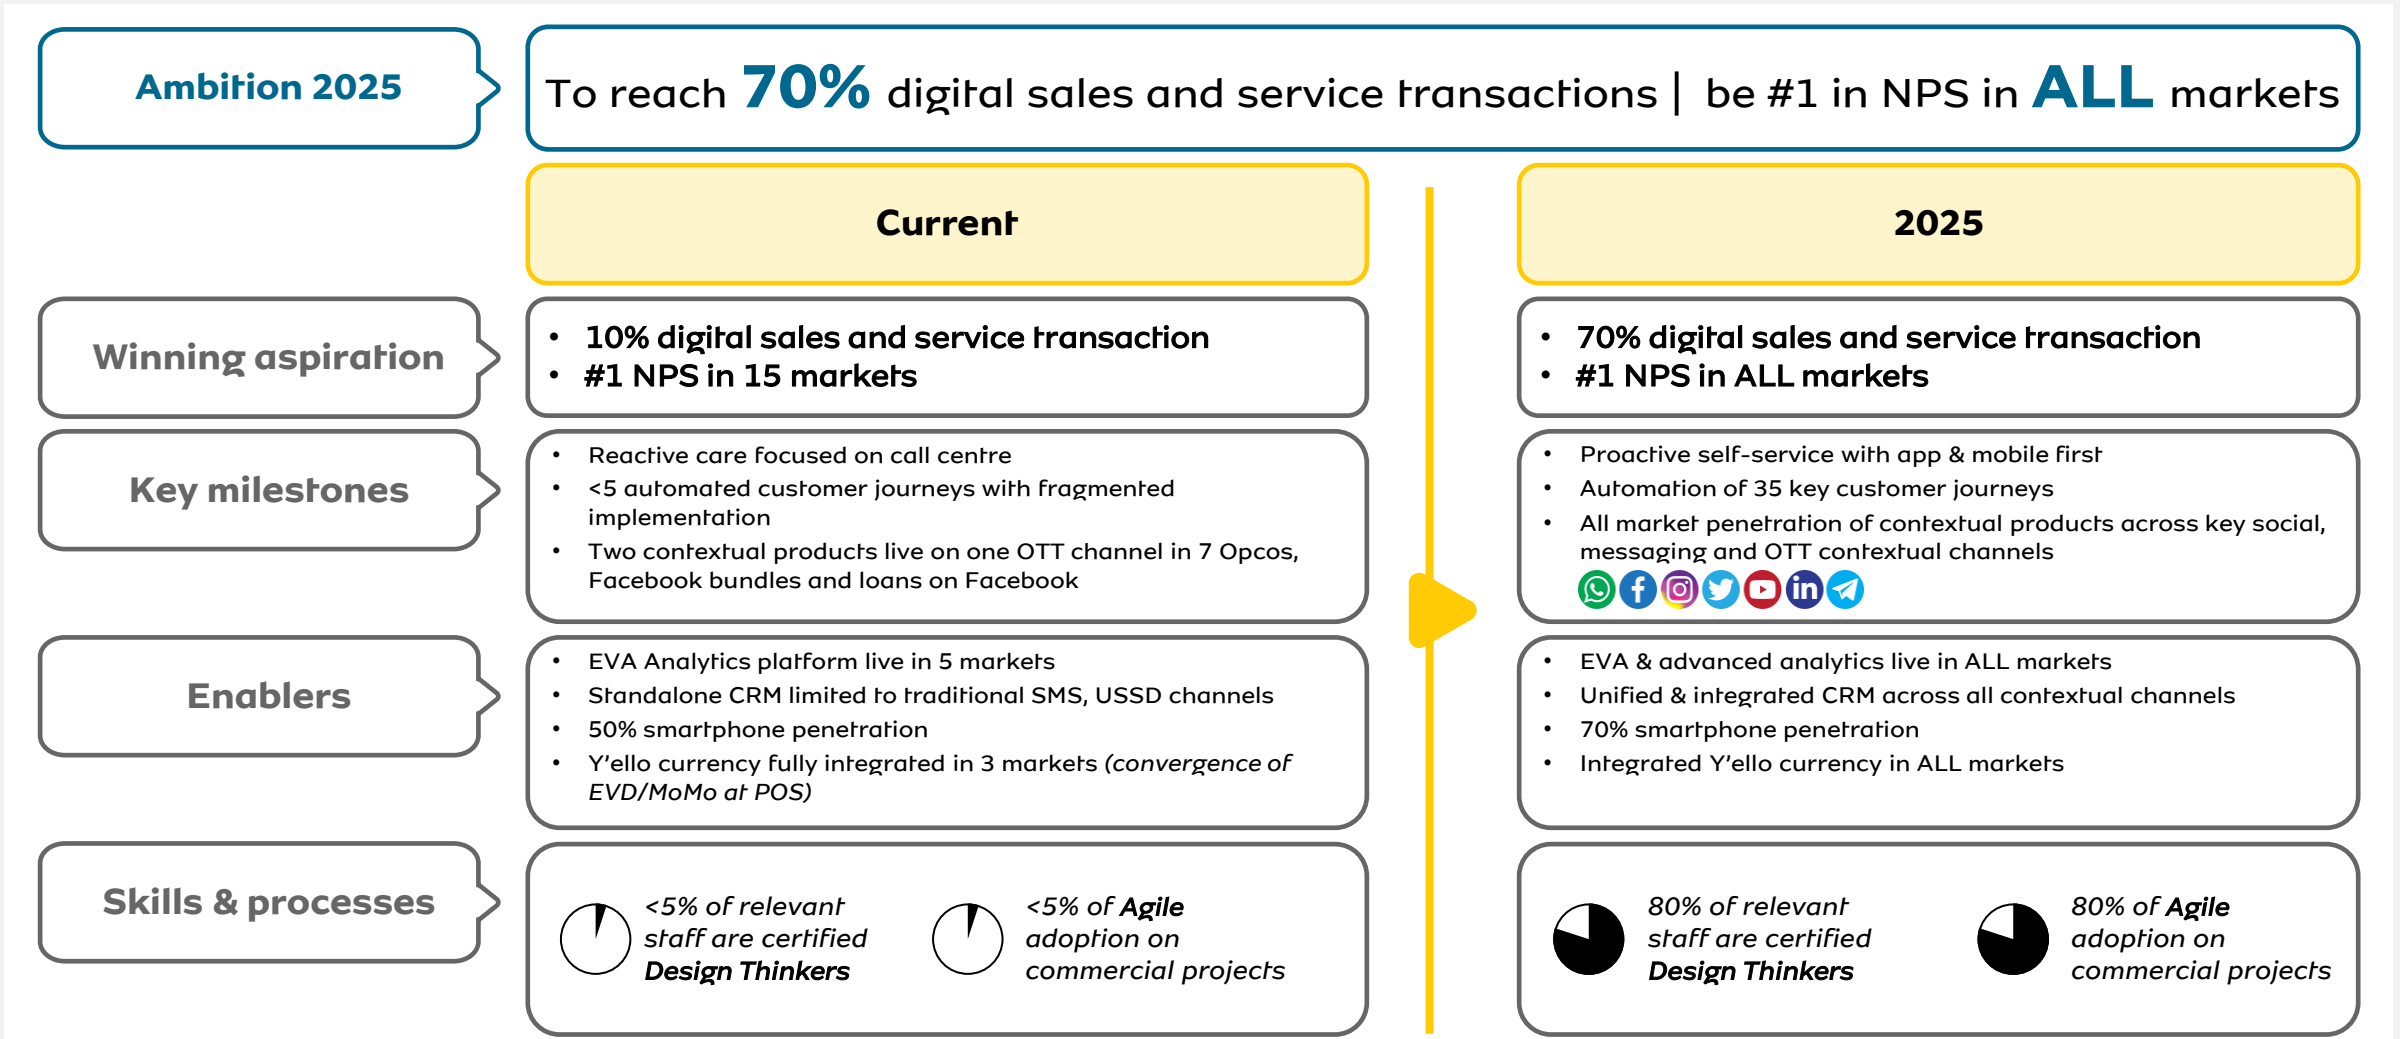 Ambition 2025
To reach 70% digital sales and service transactions | be #1 in NPS in ALL markets
Current
2025
Winning aspiration
• 10% digital sales and service transaction
• #1 NPS in 15 markets
• 70% digital sales and service transaction
• #1 NPS in ALL markets
Key milestones
• Reactive care focused on call centre
• <5 automated customer journeys with fragmented
implementation
• Two contextual products live on one OTT channel in 7 Opcos,
Facebook bundles and loans on Facebook
• Proactive self-service with app & mobile first
• Automation of 35 key customer journeys
• All market penetration of contextual products across key social,
messaging and OTT contextual channels
Enablers
• EVA Analytics platform live in 5 markets
• Standalone CRM limited to traditional SMS, USSD channels
• 50% smartphone penetration
• Y’ello currency fully integrated in 3 markets (convergence of
EVD/MoMo at POS)
• EVA & advanced analytics live in ALL markets
• Unified & integrated CRM across all contextual channels
• 70% smartphone penetration
• Integrated Y’ello currency in ALL markets
Skills & processes
<5% of relevant
staff are certified
Design Thinkers
<5% of Agile
adoption on
commercial projects
80% of relevant
staff are certified
Design Thinkers
80% of Agile
adoption on
commercial projects